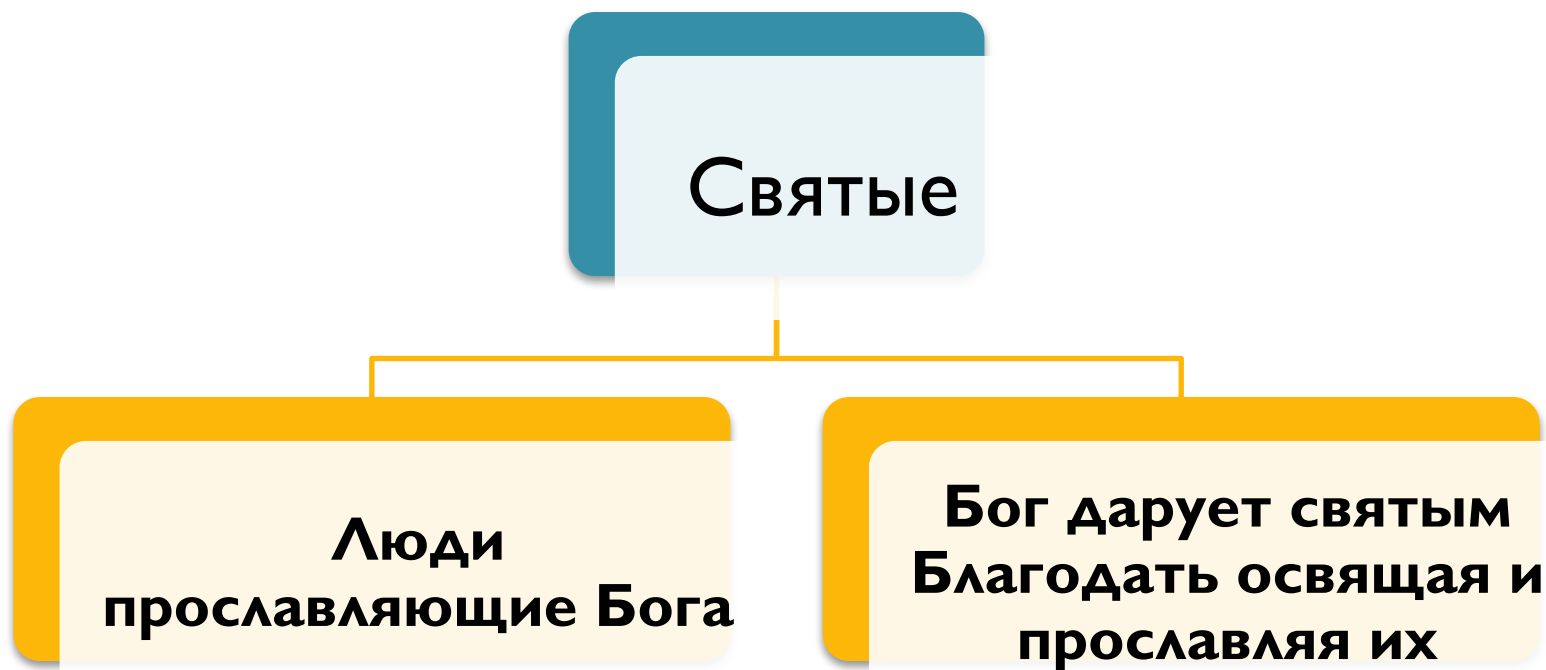 Святые
Люди
прославляющие Бога
Бог дарует святым
Благодать освящая и
прославляя их